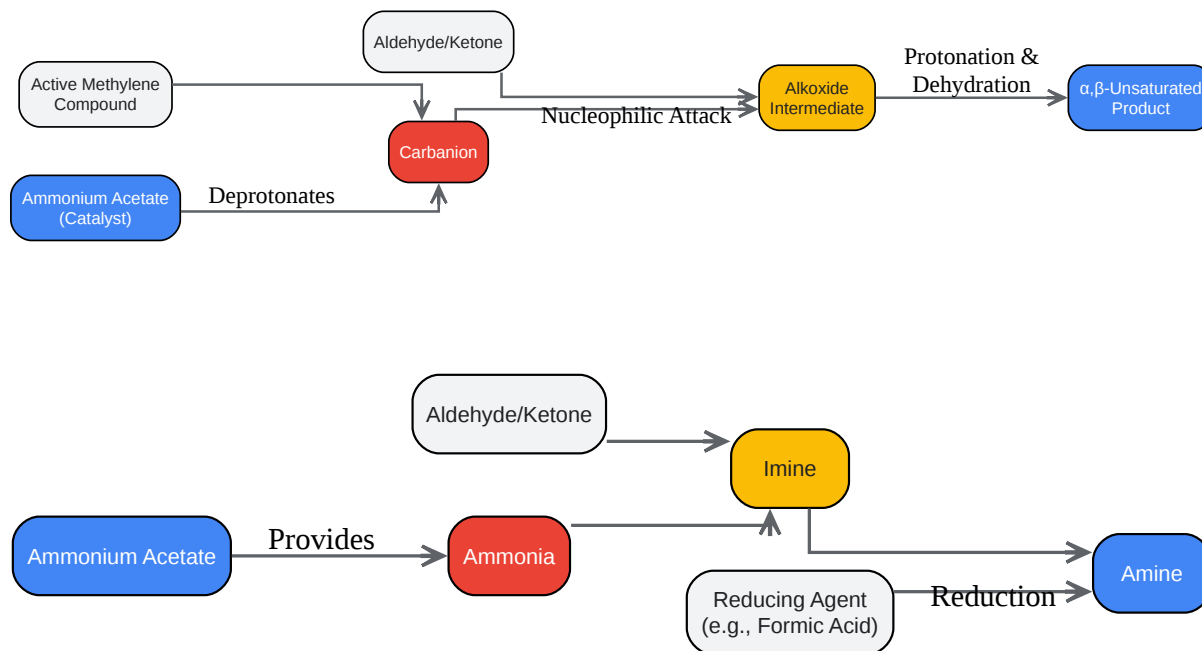 Aldehyde/Ketone
Active Methylene
Compound
Carbanion
Ammonium Acetate
(Catalyst)
Deprotonates
Nucleophilic Attack
Alkoxide
Intermediate
Protonation &
Dehydration
α,β-Unsaturated
Product
Aldehyde/Ketone
Imine
Ammonium Acetate
Provides
Ammonia
Reducing Agent
(e.g., Formic Acid)
Reduction
Amine